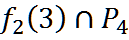 𝑓₂(3) ∩ 𝑃₄